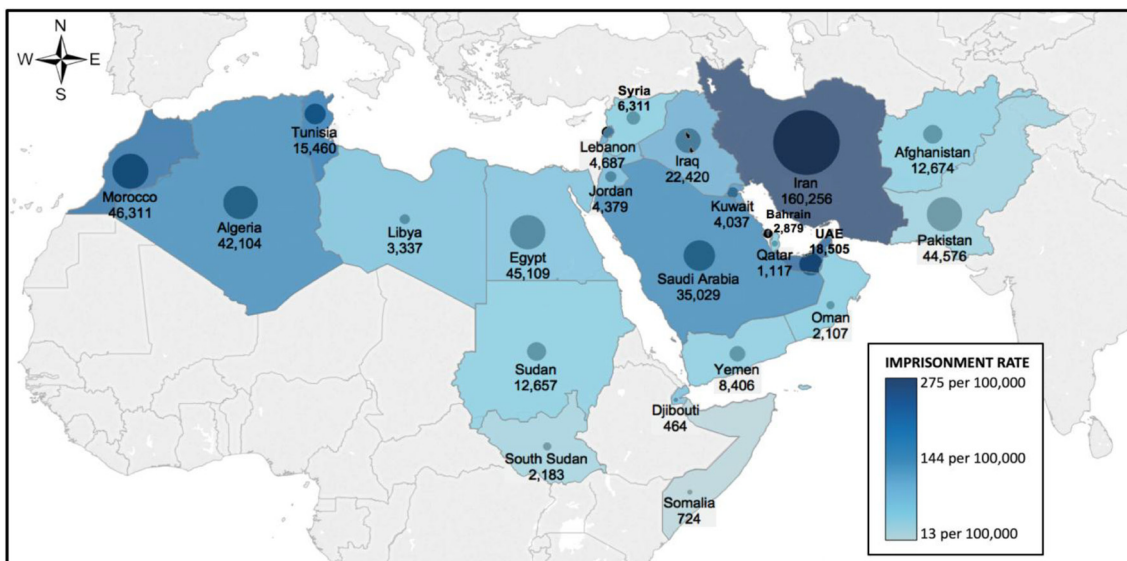 N
W E
S
Syria
6,311
Tunisia
15,460
Lebanon
4,687
Iraq
22,420
Iran
160,256
Afghanistan
12,674
Morocco
46,311
Algeria
42,104
Libya
3,337
Egypt
45,109
Jordan
4,379
Kuwait
4,037
Bahrain
2,879
UAE
18,505
Qatar
1,117
Pakistan
44,576
Saudi Arabia
35,029
Oman
2,107
Sudan
12,657
Yemen
8,406
Djibouti
464
South Sudan
2,183
Somalia
724
IMPRISONMENT RATE
275 per 100,000
144 per 100,000
13 per 100,000